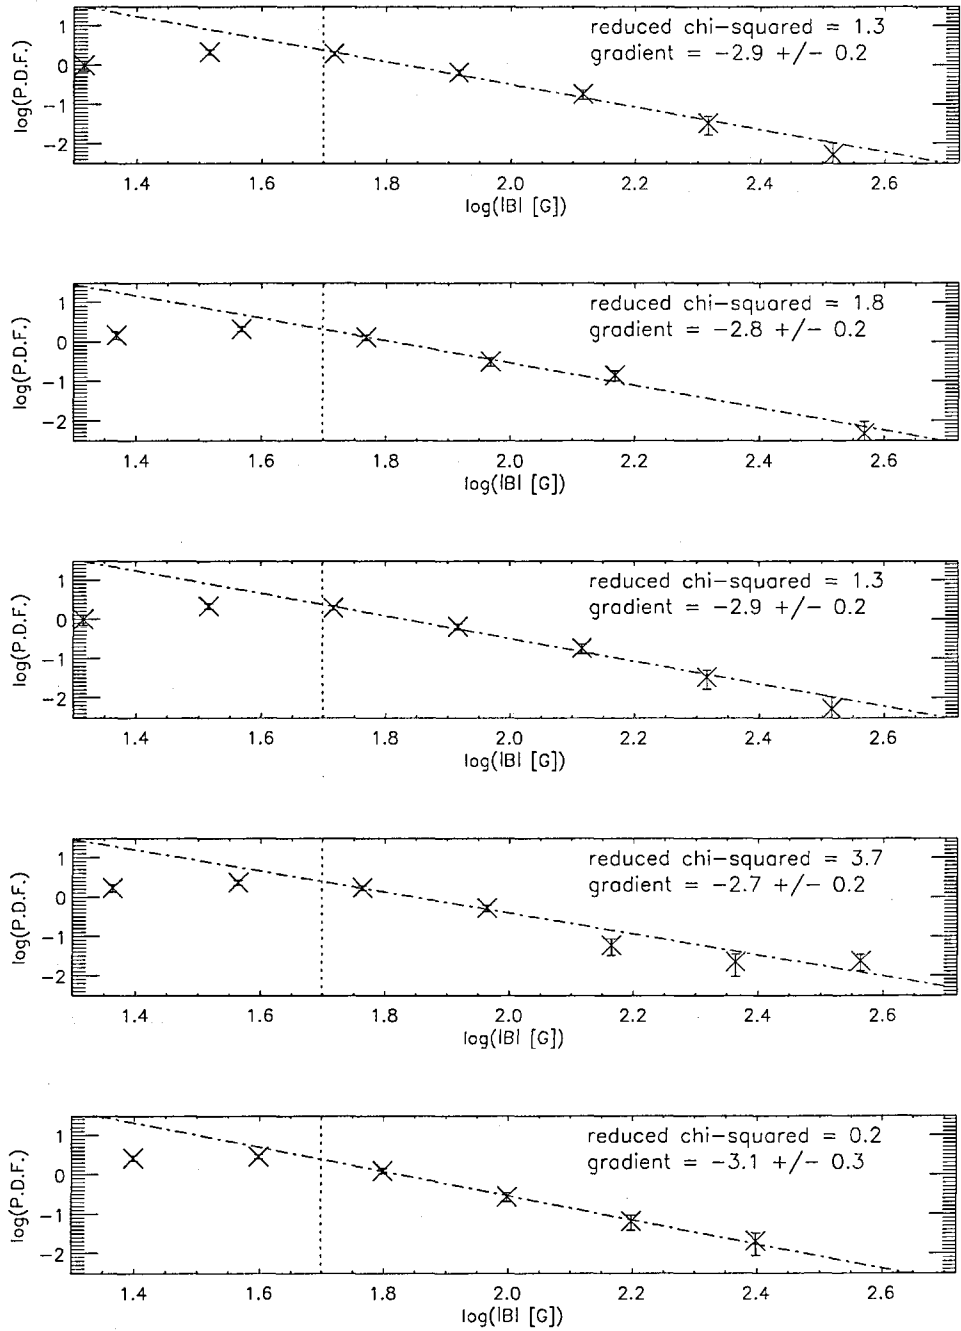 reduced chi-squared = 1.3
gradient = -2.9 +/- 0.2
log(P.D.F.)
1
0
-1
-2
1.4 1.6 1.8 2.0 2.2 2.4 2.6
log(|B| [G])
reduced chi-squared = 1.8
gradient = -2.8 +/- 0.2
log(P.D.F.)
1
0
-1
-2
1.4 1.6 1.8 2.0 2.2 2.4 2.6
log(|B| [G])
reduced chi-squared = 1.3
gradient = -2.9 +/- 0.2
log(P.D.F.)
1
0
-1
-2
1.4 1.6 1.8 2.0 2.2 2.4 2.6
log(|B| [G])
reduced chi-squared = 3.7
gradient = -2.7 +/- 0.2
log(P.D.F.)
1
0
-1
-2
1.4 1.6 1.8 2.0 2.2 2.4 2.6
log(|B| [G])
reduced chi-squared = 0.2
gradient = -3.1 +/- 0.3
log(P.D.F.)
1
0
-1
-2
1.4 1.6 1.8 2.0 2.2 2.4 2.6
log(|B| [G])